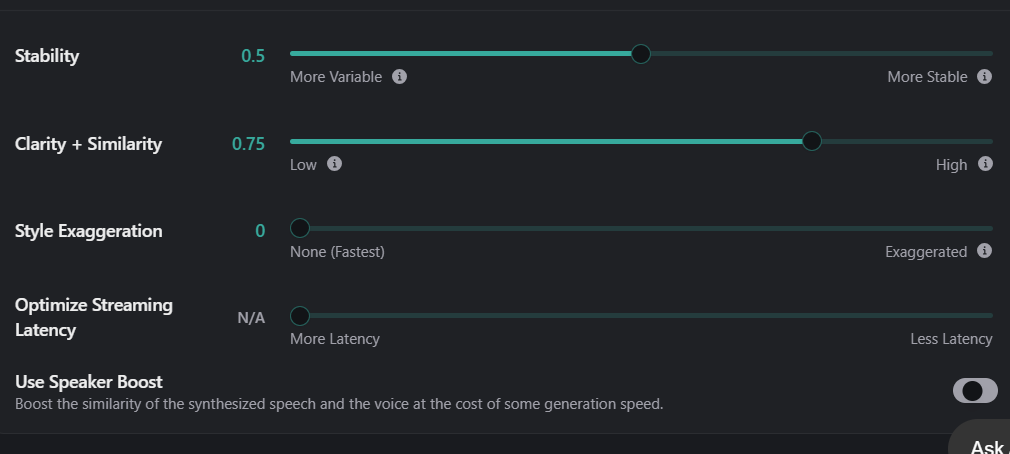 Stability 0.5
More Variable More Stable
Clarity + Similarity 0.75
Low High
Style Exaggeration 0
None (Fastest) Exaggerated
Optimize Streaming
Latency N/A
More Latency Less Latency
Use Speaker Boost
Boost the similarity of the synthesized speech and the voice at the cost of some generation speed.
Ask